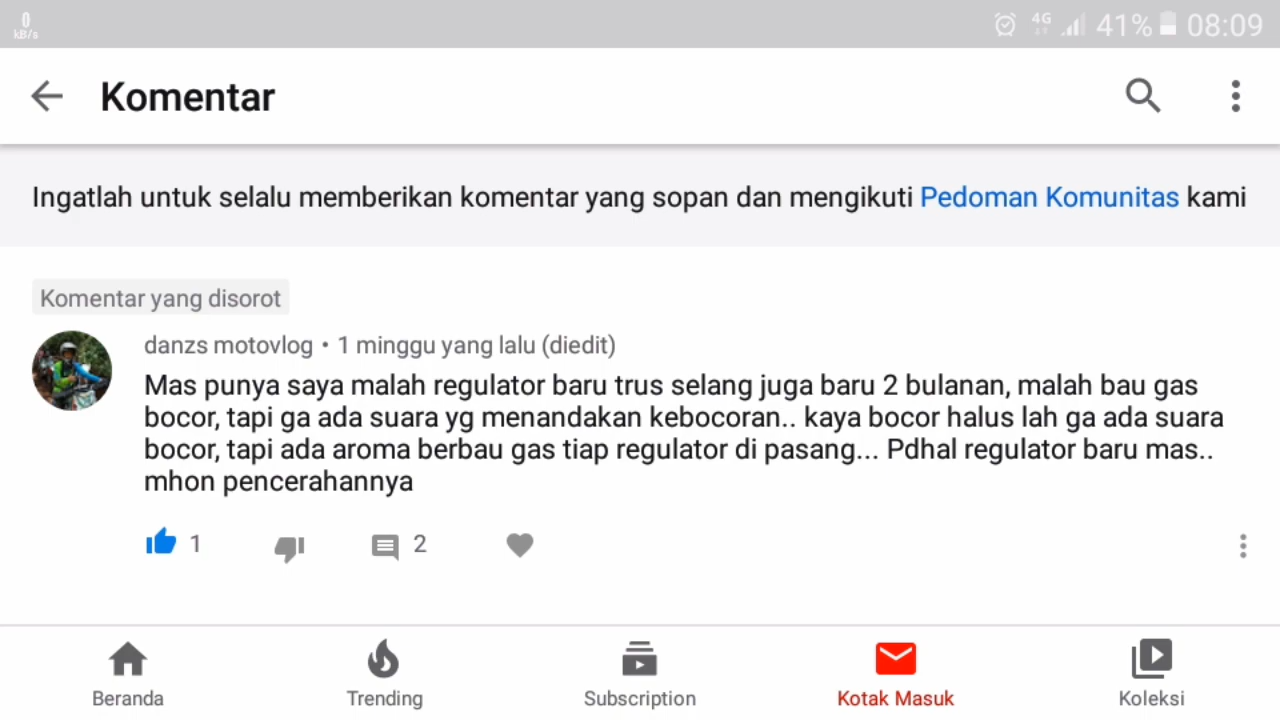 0
kB/s
4G 41% 08:09
Komentar
Ingatlah untuk selalu memberikan komentar yang sopan dan mengikuti Pedoman Komunitas kami
Komentar yang disorot
danzs motovlog • 1 minggu yang lalu (diedit)
Mas punya saya malah regulator baru trus selang juga baru 2 bulanan, malah bau gas
bocor, tapi ga ada suara yg menandakan kebocoran.. kaya bocor halus lah ga ada suara
bocor, tapi ada aroma berbau gas tiap regulator di pasang... Pdhal regulator baru mas..
mhon pencerahannya
1 2
Beranda Trending Subscription Kotak Masuk Koleksi